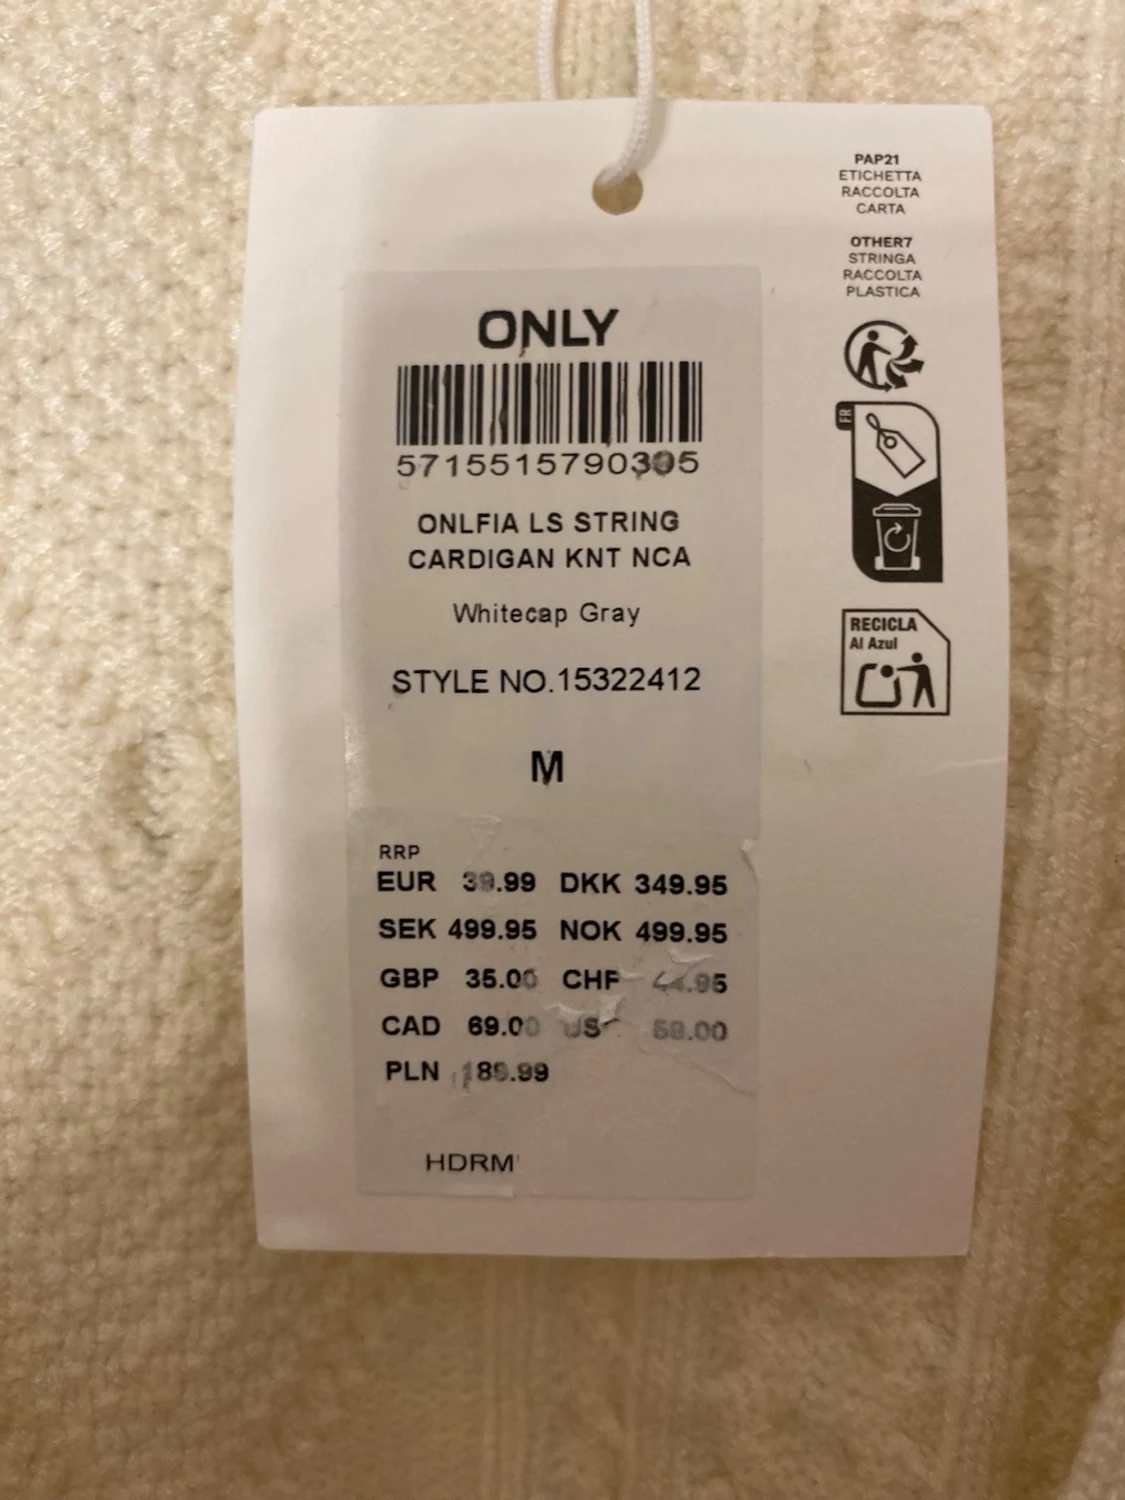 PAP21
ETICHETTA
RACCOLTA
CARTA
OTHER7
STRINGA
RACCOLTA
PLASTICA
FR
RECICLA
Al Azul
ONLY
5715515790305
ONLFIA LS STRING
CARDIGAN KNT NCA
Whitecap Gray
STYLE NO.15322412
M
RRP
EUR 39.99 DKK 349.95
SEK 499.95 NOK 499.95
GBP 35.00 CHF 44.95
CAD 69.00
PLN
HDRM